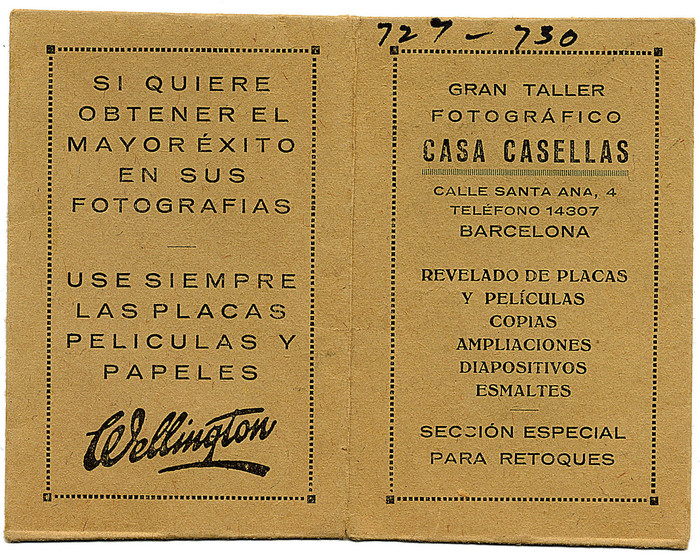 SI QUIERE
OBTENER EL
MAYOR ÉXITO
EN SUS
FOTOGRAFIAS
USE SIEMPRE
LAS PLACAS
PELICULAS Y
PAPELES
Wellington
727 - 730
GRAN TALLER
FOTOGRÁFICO
CASA CASELLAS
CALLE SANTA ANA, 4
TELÉFONO 14307
BARCELONA
REVELADO DE PLACAS
Y PELÍCULAS
COPIAS
AMPLIACIONES
DIAPOSITIVOS
ESMALTES
SECCIÓN ESPECIAL
PARA RETOQUES